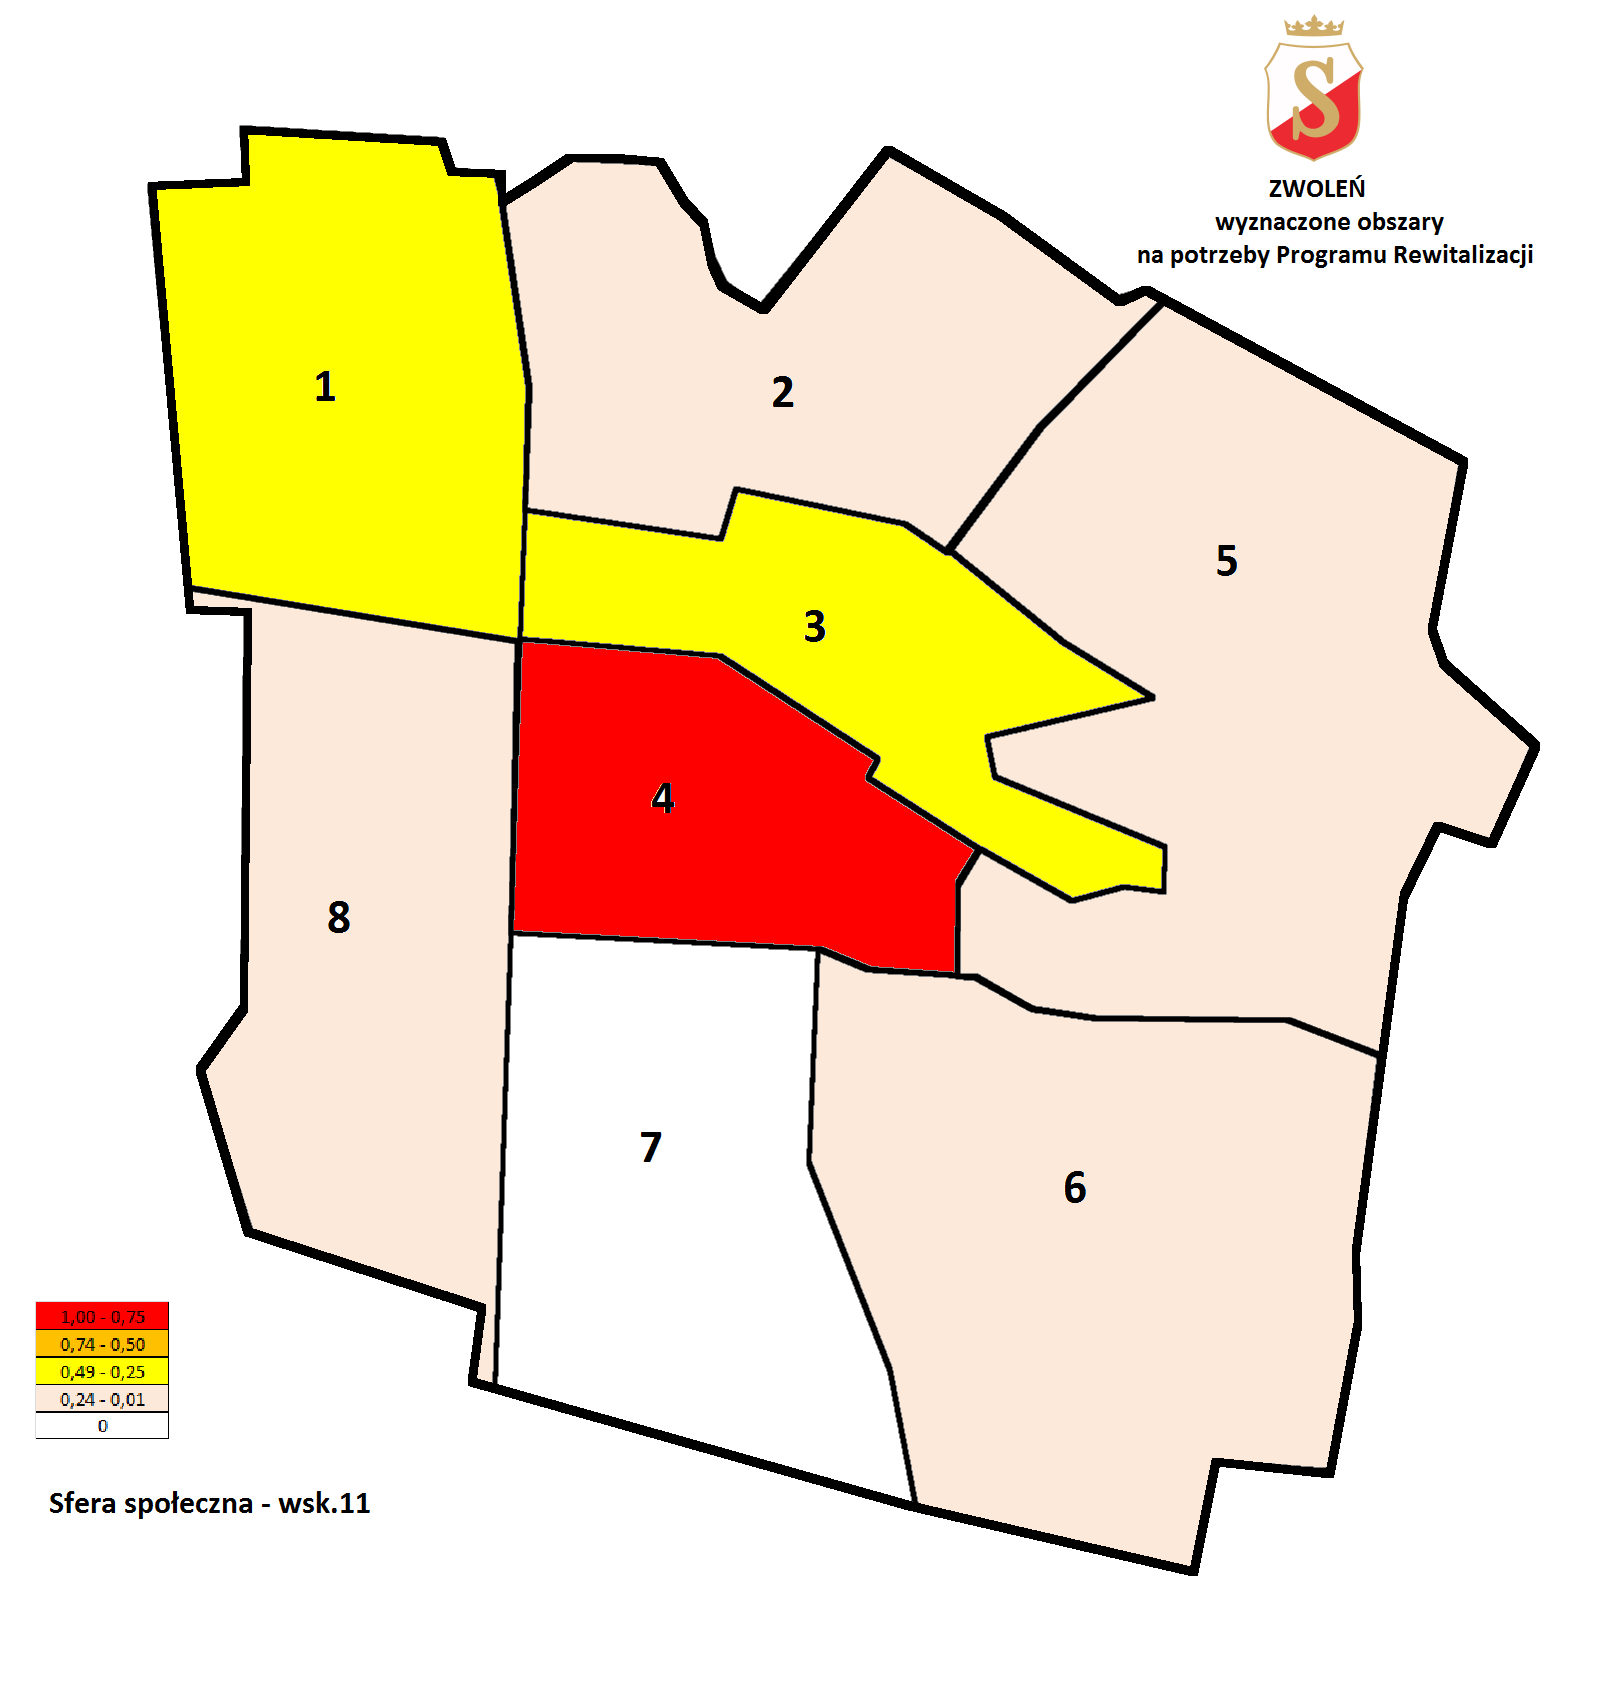 S
ZWOLEŃ
wyznaczone obszary
na potrzeby Programu Rewitalizacji
1
2
5
3
4
8
7
6
1,00 - 0,75
0,74 - 0,50
0,49 - 0,25
0,24 - 0,01
0
Sfera społeczna - wsk.11